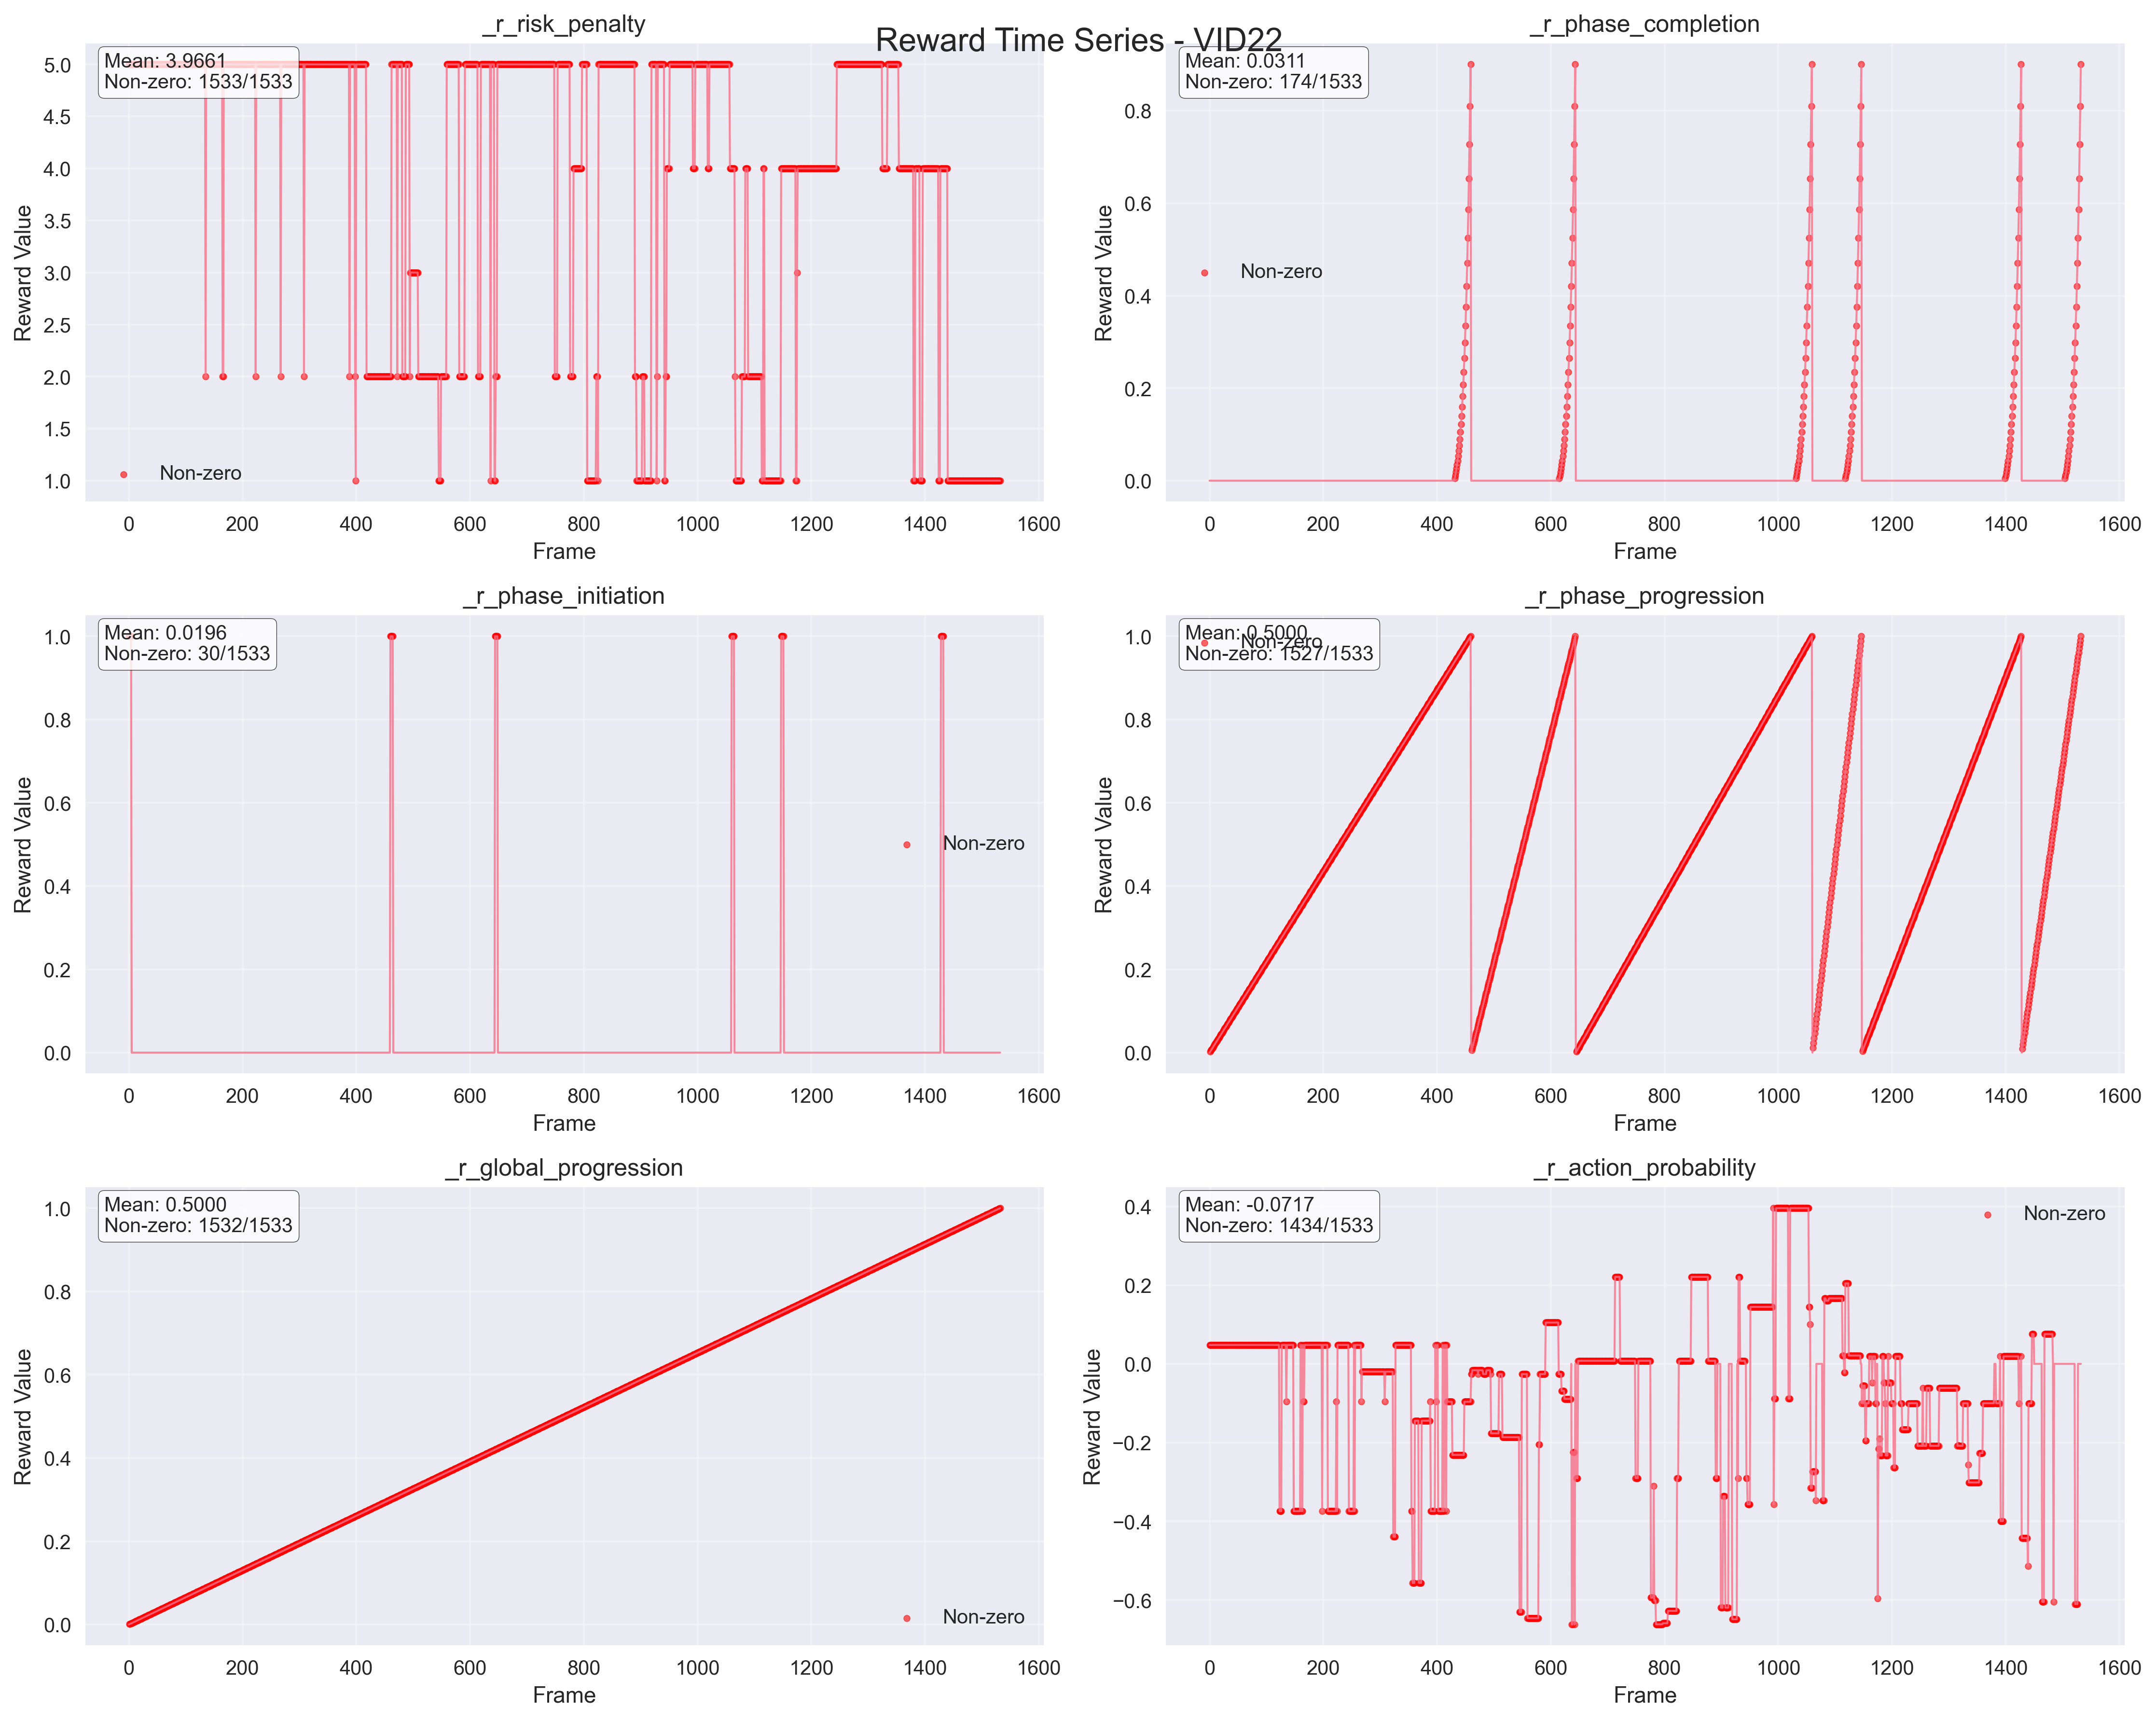 Reward Time Series - VID22
_r_risk_penalty
Mean: 3.9661
Non-zero: 1533/1533
Reward Value
5.0
4.5
4.0
3.5
3.0
2.5
2.0
1.5
1.0
Non-zero
0 200 400 600 800 1000 1200 1400 1600
Frame
_r_phase_completion
Mean: 0.0311
Non-zero: 174/1533
Reward Value
0.8
0.6
0.4
0.2
0.0
Non-zero
0 200 400 600 800 1000 1200 1400 1600
Frame
_r_phase_initiation
Mean: 0.0196
Non-zero: 30/1533
Reward Value
1.0
0.8
0.6
0.4
0.2
0.0
Non-zero
0 200 400 600 800 1000 1200 1400 1600
Frame
_r_phase_progression
Mean: 0.5000
Non-zero
Non-zero: 1527/1533
Reward Value
1.0
0.8
0.6
0.4
0.2
0.0
0 200 400 600 800 1000 1200 1400 1600
Frame
_r_global_progression
Mean: 0.5000
Non-zero: 1532/1533
Reward Value
1.0
0.8
0.6
0.4
0.2
0.0
Non-zero
0 200 400 600 800 1000 1200 1400 1600
Frame
_r_action_probability
Mean: -0.0717
Non-zero: 1434/1533
Non-zero
Reward Value
0.4
0.2
0.0
−0.2
−0.4
−0.6
0 200 400 600 800 1000 1200 1400 1600
Frame